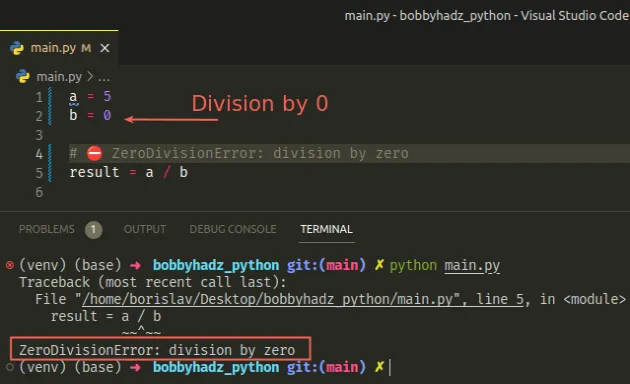 main.py - bobbyhadz_python - Visual Studio Code
main.py M ×
main.py > ...
1 a = 5
2 b = 0
Division by 0
3
4 # ⛔ ZeroDivisionError: division by zero
5 result = a / b
6
PROBLEMS 1 OUTPUT DEBUG CONSOLE TERMINAL
(venv) (base) ➜ bobbyhadz_python git:(main) ✗ python main.py
Traceback (most recent call last):
File "/home/borislav/Desktop/bobbyhadz_python/main.py", line 5, in <module>
result = a / b
~~^~~
ZeroDivisionError: division by zero
(venv) (base) ➜ bobbyhadz_python git:(main) ✗